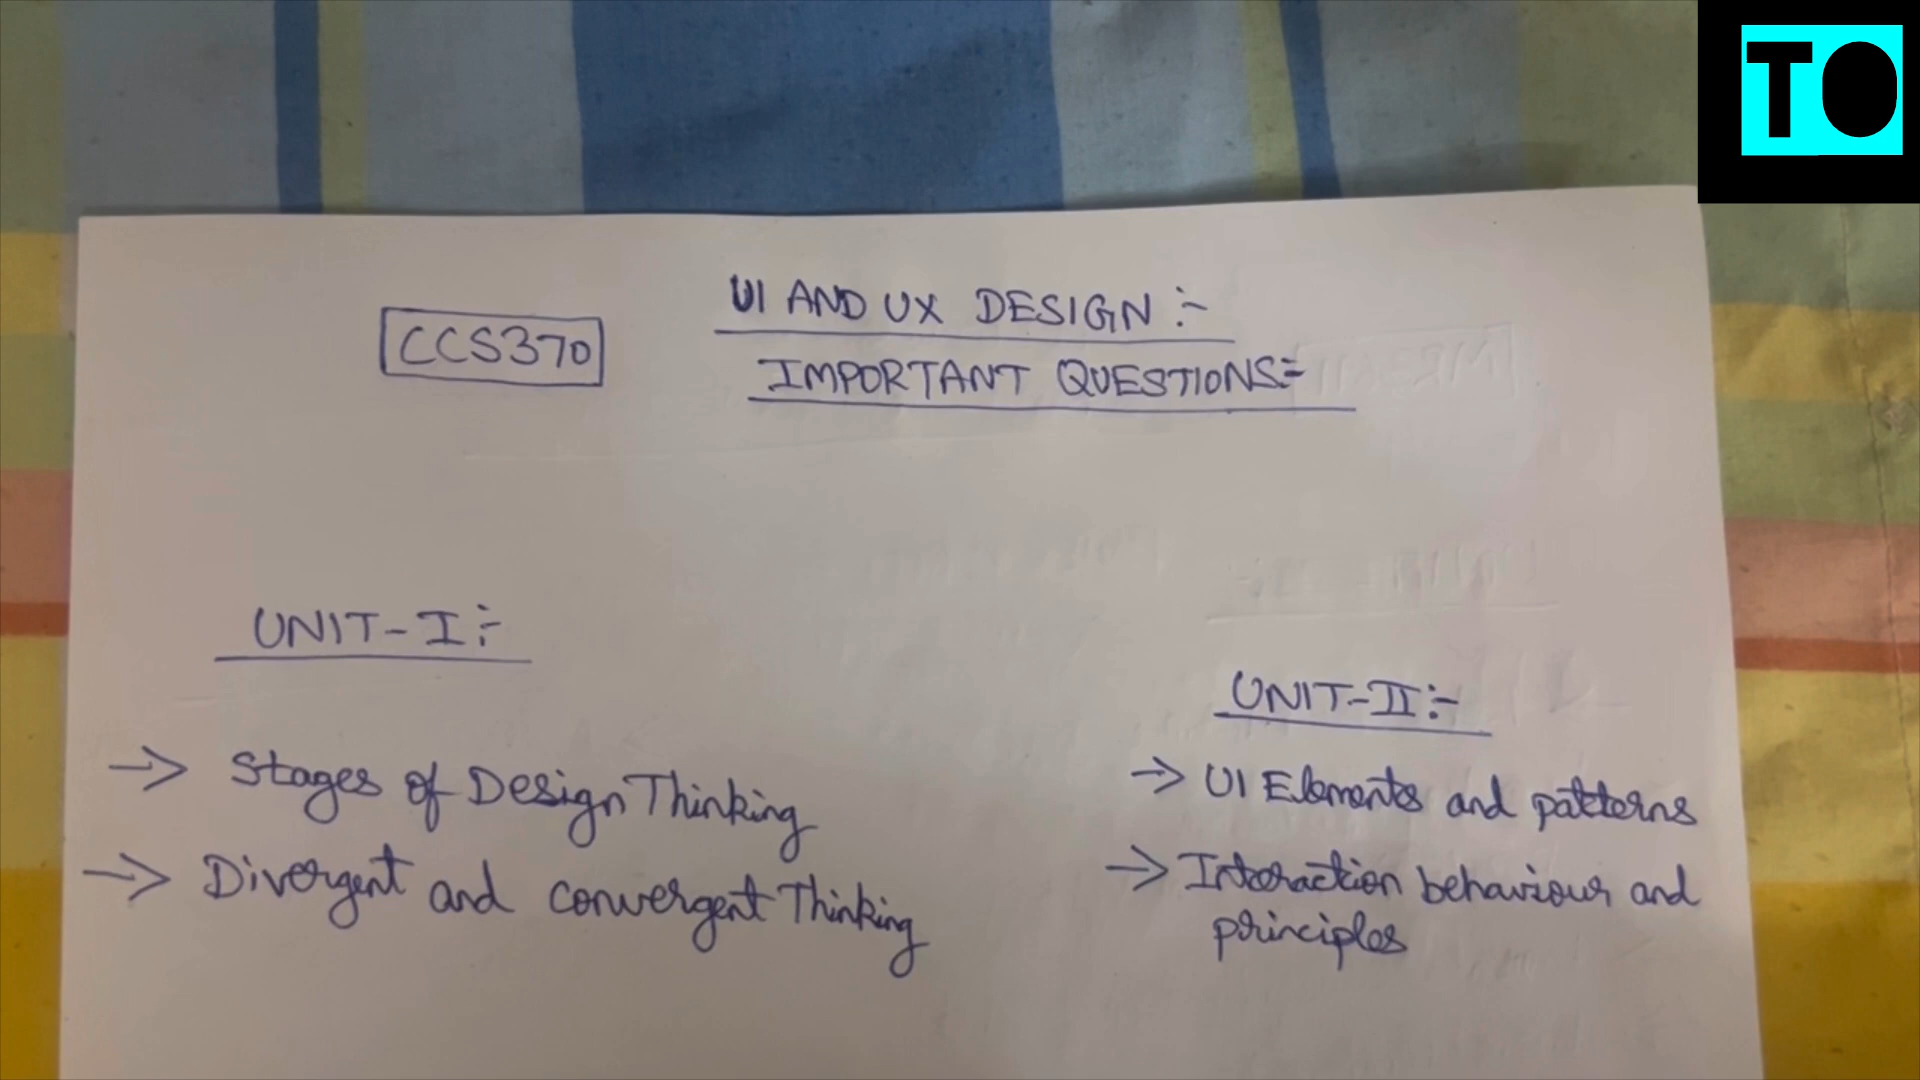 TO
UI AND UX DESIGN :-
CCS370
IMPORTANT QUESTIONS:-
UNIT-I :-
→ Stages of Design Thinking
→ Divergent and convergent Thinking
UNIT-II :-
→ UI Elements and patterns
→ Interaction behaviour and
principles